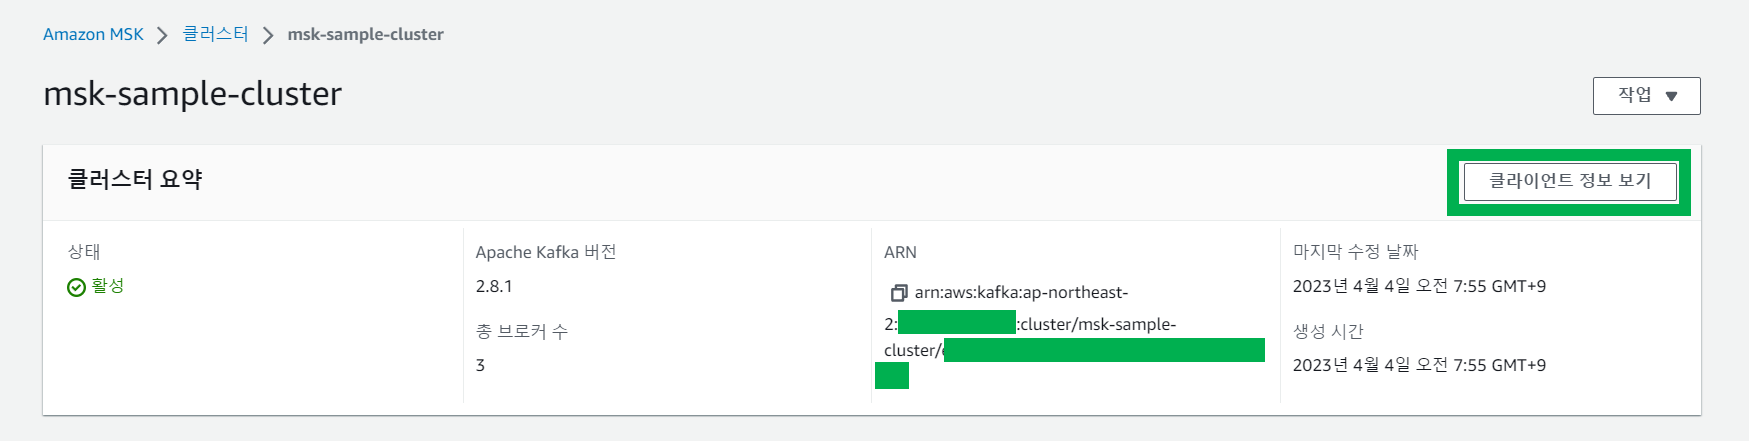 Amazon MSK > 클러스터 > msk-sample-cluster
msk-sample-cluster
작업
클러스터 요약
클라이언트 정보 보기
상태
활성
Apache Kafka 버전
2.8.1
총 브로커 수
3
ARN
arn:aws:kafka:ap-northeast-
2:
:cluster/msk-sample-
cluster/
마지막 수정 날짜
2023년 4월 4일 오전 7:55 GMT+9
생성 시간
2023년 4월 4일 오전 7:55 GMT+9